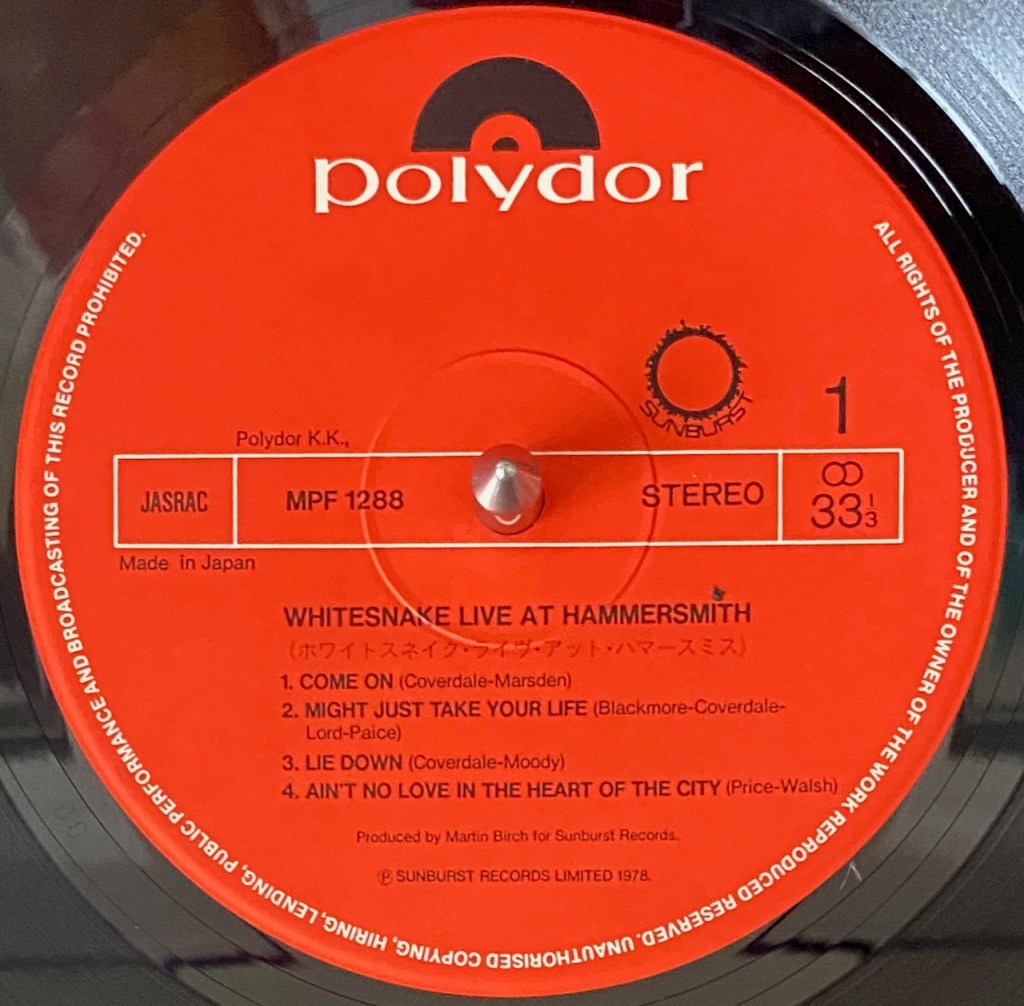 polydor
SUNBURST
1
Polydor K.K.,
JASRAC
MPF 1288
STEREO
33 1/3
Made in Japan
WHITESNAKE LIVE AT HAMMERSMITH
(ホワイトスネイク・ライヴ・アット・ハマースミス)
1. COME ON (Coverdale-Marsden)
2. MIGHT JUST TAKE YOUR LIFE (Blackmore-Coverdale-
Lord-Paice)
3. LIE DOWN (Coverdale-Moody)
4. AIN'T NO LOVE IN THE HEART OF THE CITY (Price-Walsh)
Produced by Martin Birch for Sunburst Records.
Ⓟ SUNBURST RECORDS LIMITED 1978.
ALL RIGHTS OF THE PRODUCER AND OF THE OWNER OF THE WORK REPRODUCED RESERVED. UNAUTHORISED COPYING, HIRING, LENDING, PUBLIC PERFORMANCE AND BROADCASTING OF THIS RECORD PROHIBITED.